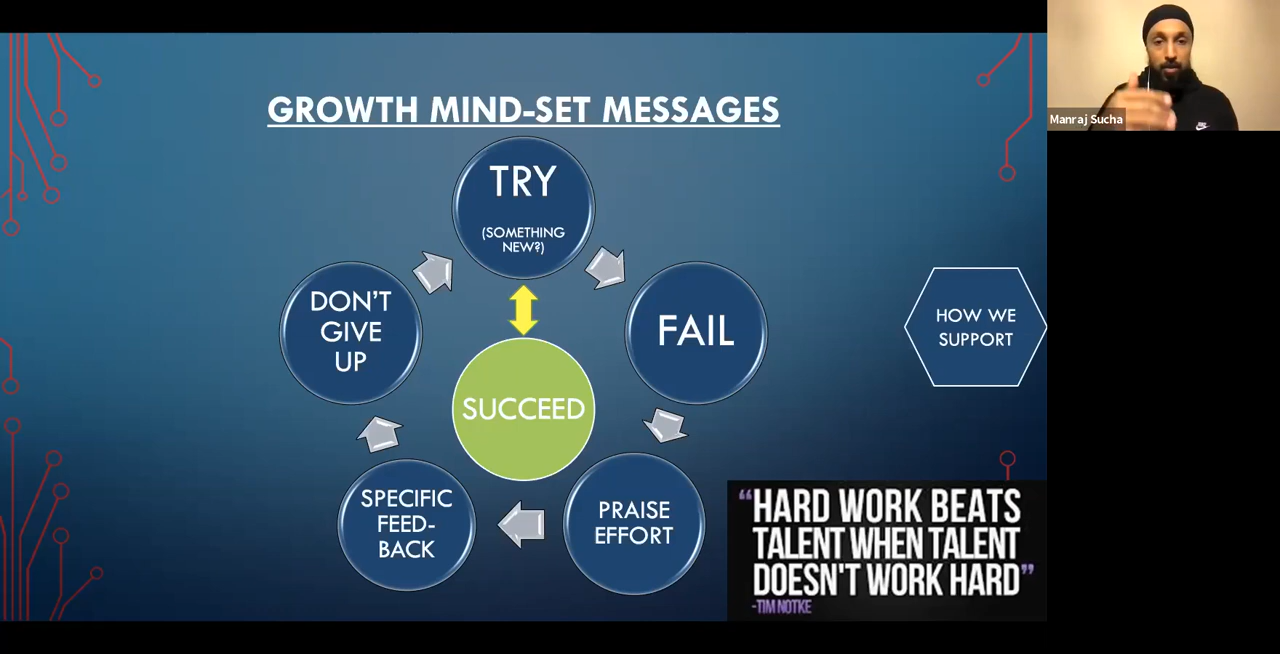 GROWTH MIND-SET MESSAGES
Manraj Sucha
TRY
(SOMETHING
NEW?)
FAIL
PRAISE
EFFORT
SPECIFIC
FEED-
BACK
DON'T
GIVE
UP
SUCCEED
HOW WE
SUPPORT
“HARD WORK BEATS
TALENT WHEN TALENT
DOESN'T WORK HARD”
-TIM NOTKE